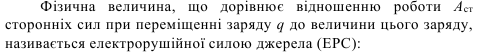 Фізична величина, що дорівнює відношенню роботи Aст
сторонніх сил при переміщенні заряду q до величини цього заряду,
називається електрорушійної силою джерела (ЕРС):